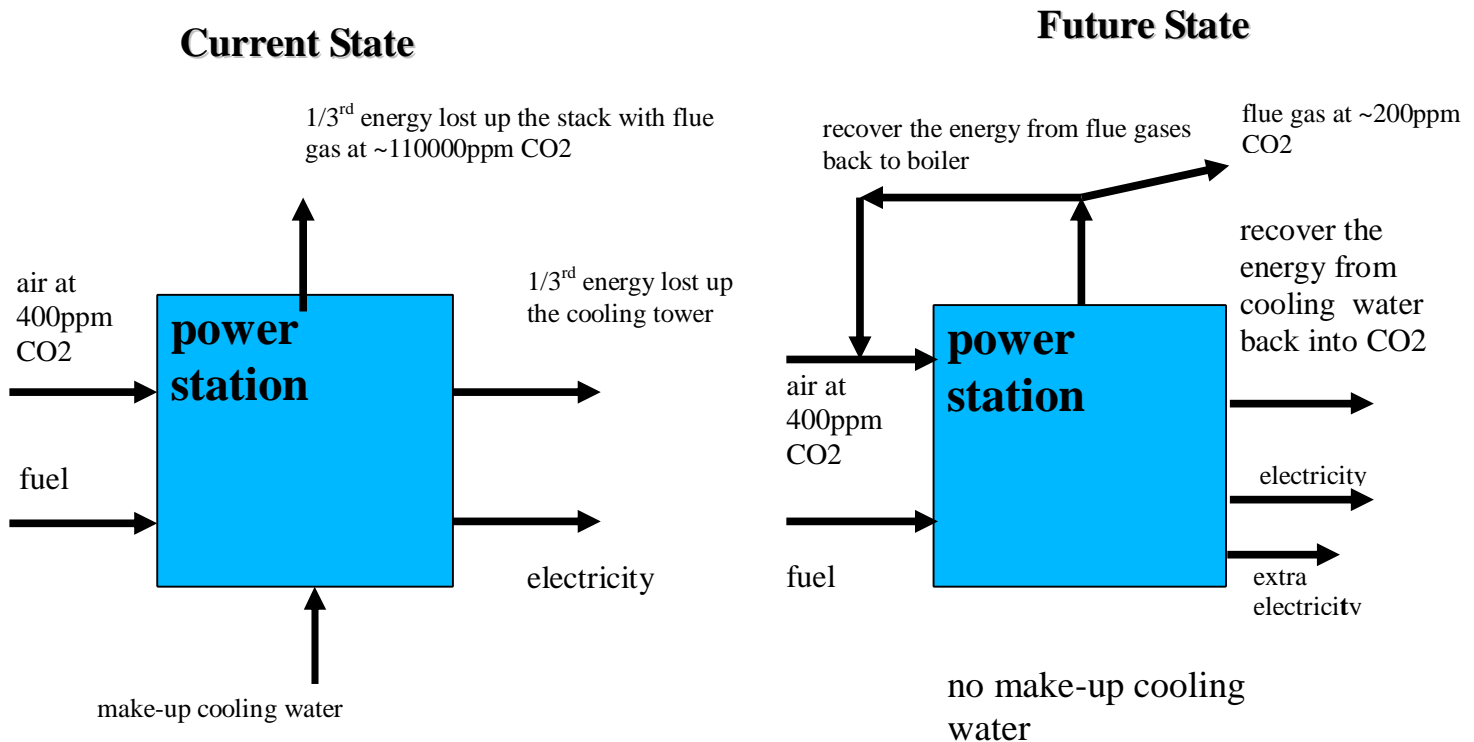 Current State
1/3rd energy lost up the stack with flue
gas at ~110000ppm CO2
air at
400ppm
CO2
power
station
1/3rd energy lost up
the cooling tower
fuel
electricity
make-up cooling water
Future State
recover the energy from flue gases
back to boiler
flue gas at ~200ppm
CO2
recover the
energy from
cooling water
back into CO2
power
station
air at
400ppm
CO2
electricity
fuel
extra
electricity
no make-up cooling
water